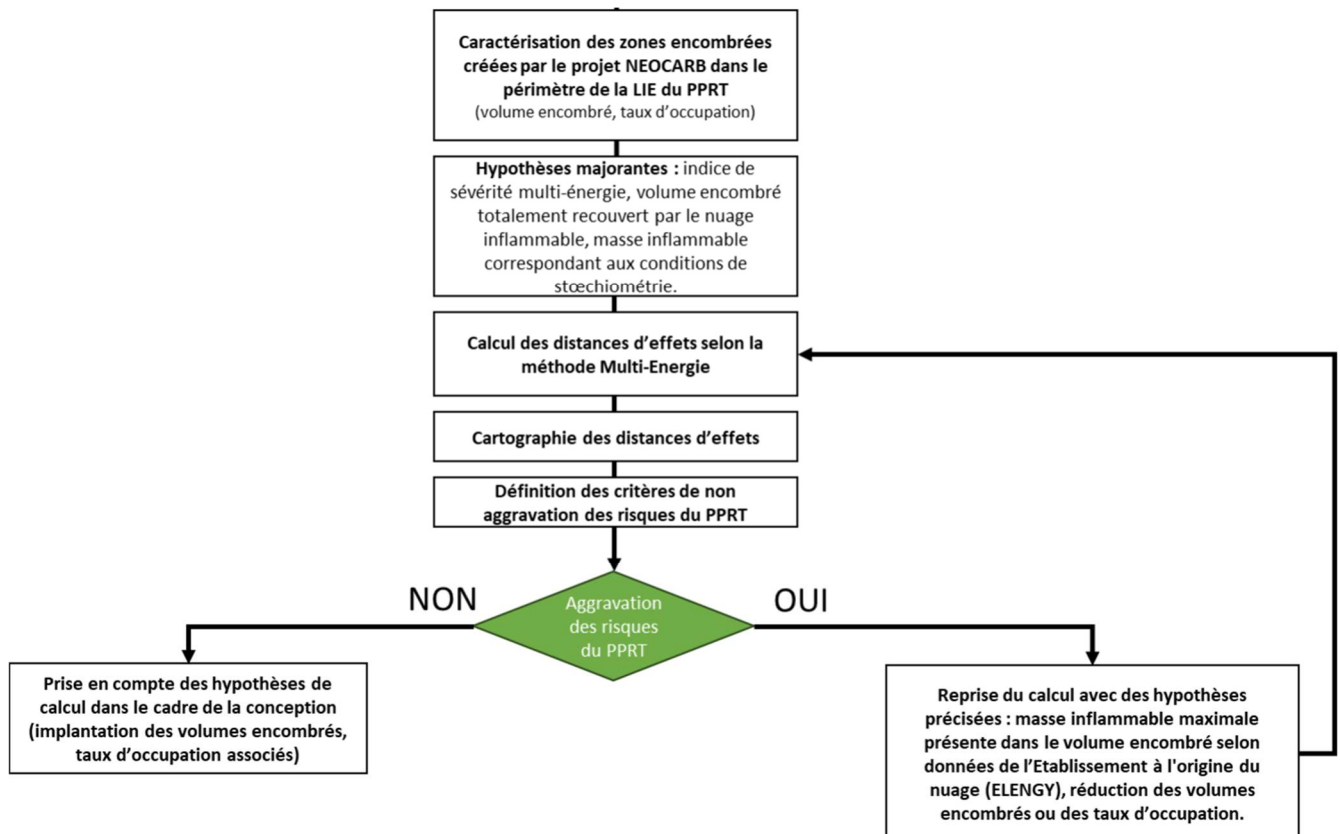 Caractérisation des zones encombrées
créées par le projet NEOCARB dans le
périmètre de la LIE du PPRT
(volume encombré, taux d’occupation)
Hypothèses majorantes : indice de
sévérité multi-énergie, volume encombré
totalement recouvert par le nuage
inflammable, masse inflammable
correspondant aux conditions de
stœchiométrie.
Calcul des distances d’effets selon la
méthode Multi-Energie
Cartographie des distances d’effets
Définition des critères de non
aggravation des risques du PPRT
NON
Aggravation
des risques
du PPRT
OUI
Prise en compte des hypothèses de
calcul dans le cadre de la conception
(implantation des volumes encombrés,
taux d’occupation associés)
Reprise du calcul avec des hypothèses
précisées : masse inflammable maximale
présente dans le volume encombré selon
données de l’Etablissement à l'origine du
nuage (ELENGY), réduction des volumes
encombrés ou des taux d’occupation.